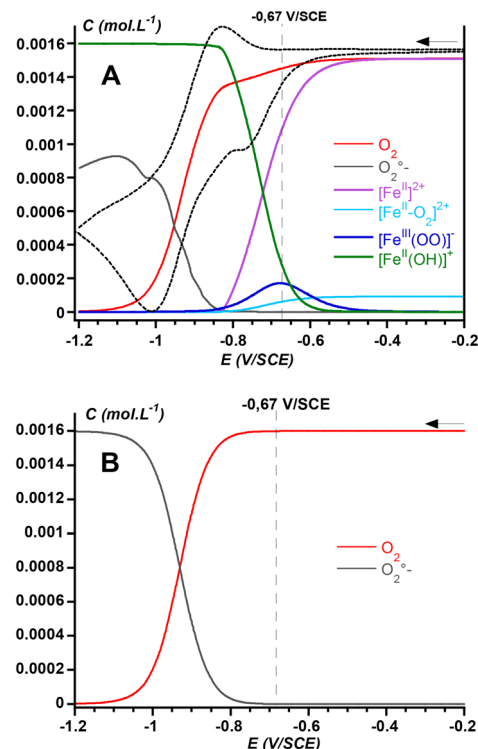 C (mol.L⁻¹)
-0,67 V/SCE
0.0016
A
0.0014
0.0012
0.001
O₂
0.0008
O₂°-
[Feᴵᴵ]²⁺
0.0006
[Feᴵᴵ-O₂]²⁺
0.0004
[Feᴵᴵᴵ(OO)]⁻
0.0002
[Feᴵᴵ(OH)]⁺
0
-1.2 -1 -0.8 -0.6 -0.4 -0.2
E (V/SCE)
-0,67 V/SCE
C (mol.L⁻¹)
0.0016
B
0.0014
0.0012
0.001
O₂
0.0008
O₂°-
0.0006
0.0004
0.0002
0
-1.2 -1 -0.8 -0.6 -0.4 -0.2
E (V/SCE)